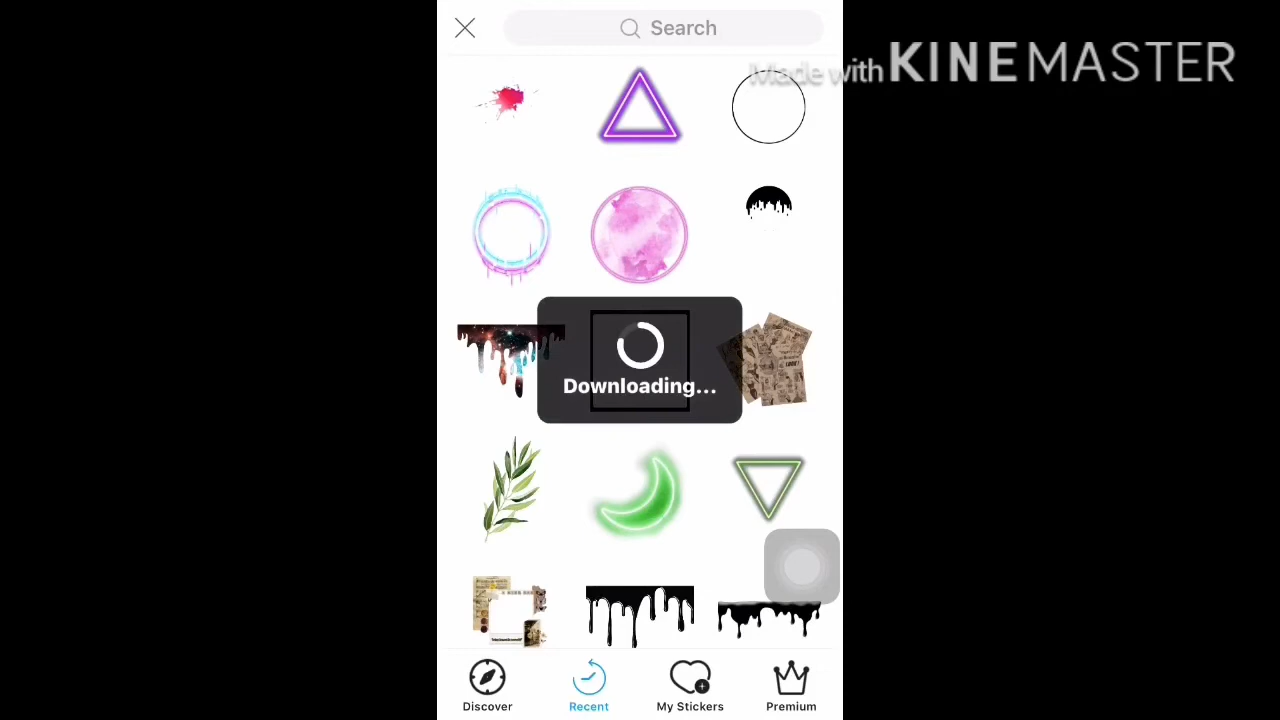 Search
Made with KINEMASTER
Downloading...
Discover
Recent
My Stickers
Premium